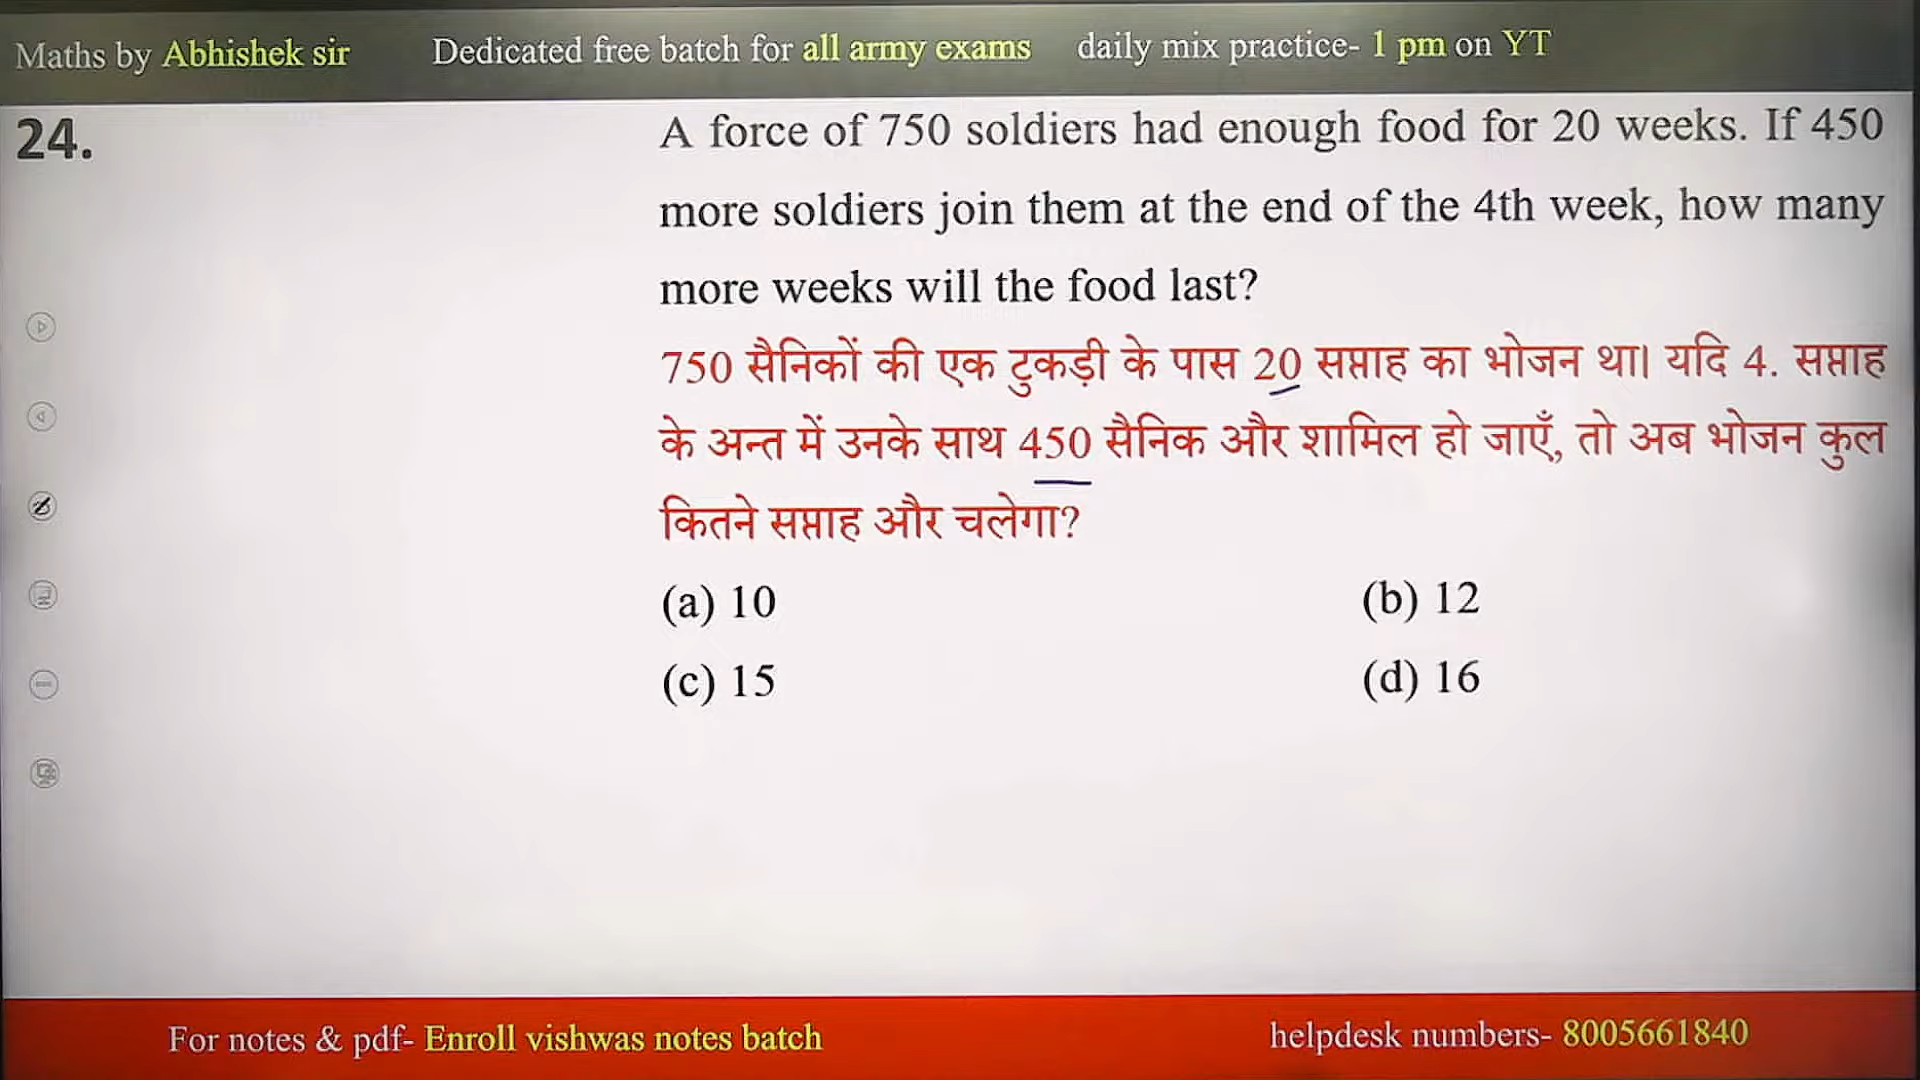 Maths by Abhishek sir Dedicated free batch for all army exams daily mix practice- 1 pm on YT
24.
A force of 750 soldiers had enough food for 20 weeks. If 450
more soldiers join them at the end of the 4th week, how many
more weeks will the food last?
750 सैनिकों की एक टुकड़ी के पास 20 सप्ताह का भोजन था। यदि 4. सप्ताह
के अन्त में उनके साथ 450 सैनिक और शामिल हो जाएँ, तो अब भोजन कुल
कितने सप्ताह और चलेगा?
(a) 10 (b) 12
(c) 15 (d) 16
For notes & pdf- Enroll vishwas notes batch helpdesk numbers- 8005661840